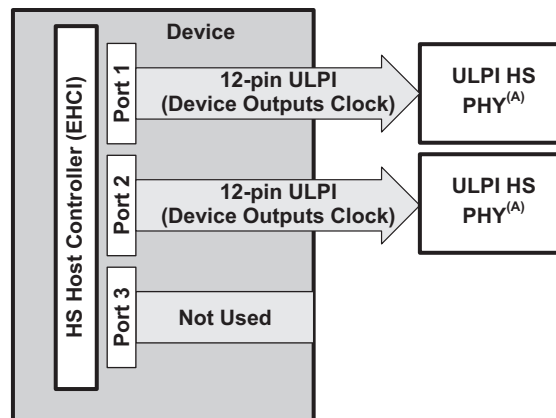 Device
HS Host Controller (EHCI)
Port 1
12-pin ULPI
(Device Outputs Clock)
ULPI HS
PHY(A)
Port 2
12-pin ULPI
(Device Outputs Clock)
ULPI HS
PHY(A)
Port 3
Not Used